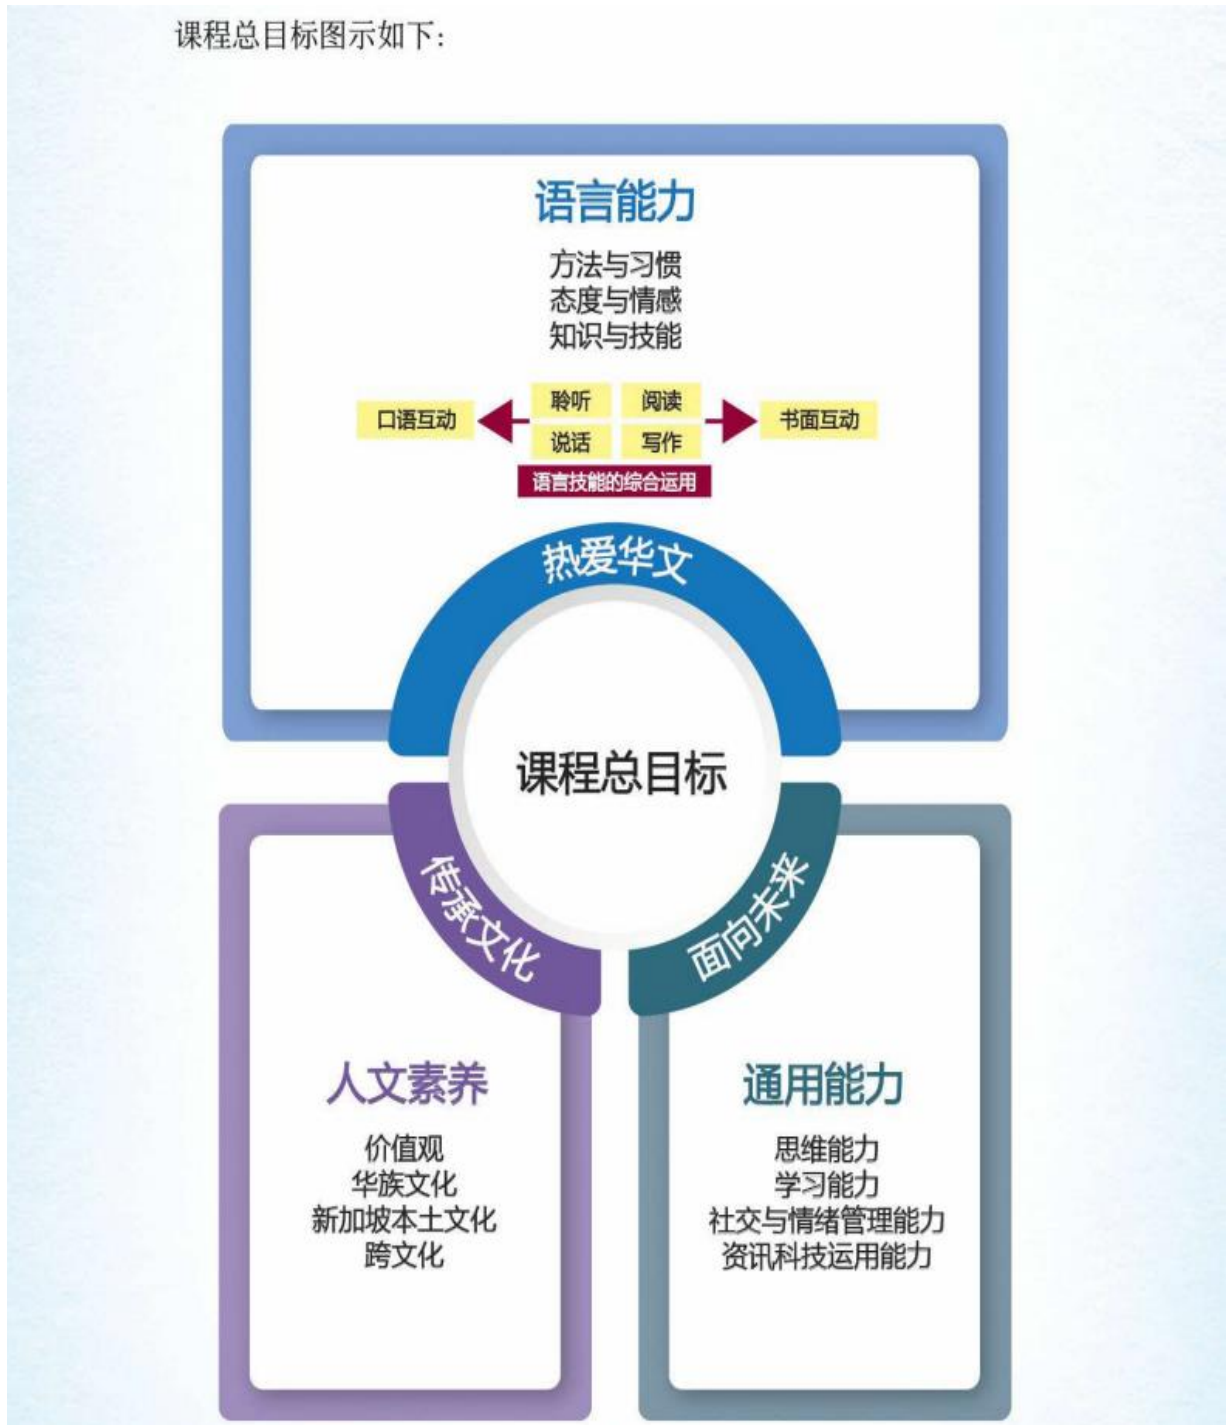 课程总目标图示如下：
语言能力
方法与习惯
态度与情感
知识与技能
口语互动
聆听
阅读
说话
写作
书面互动
语言技能的综合运用
热爱华文
课程总目标
传承文化
面向未来
人文素养
价值观
华族文化
新加坡本土文化
跨文化
通用能力
思维能力
学习能力
社交与情绪管理能力
资讯科技运用能力